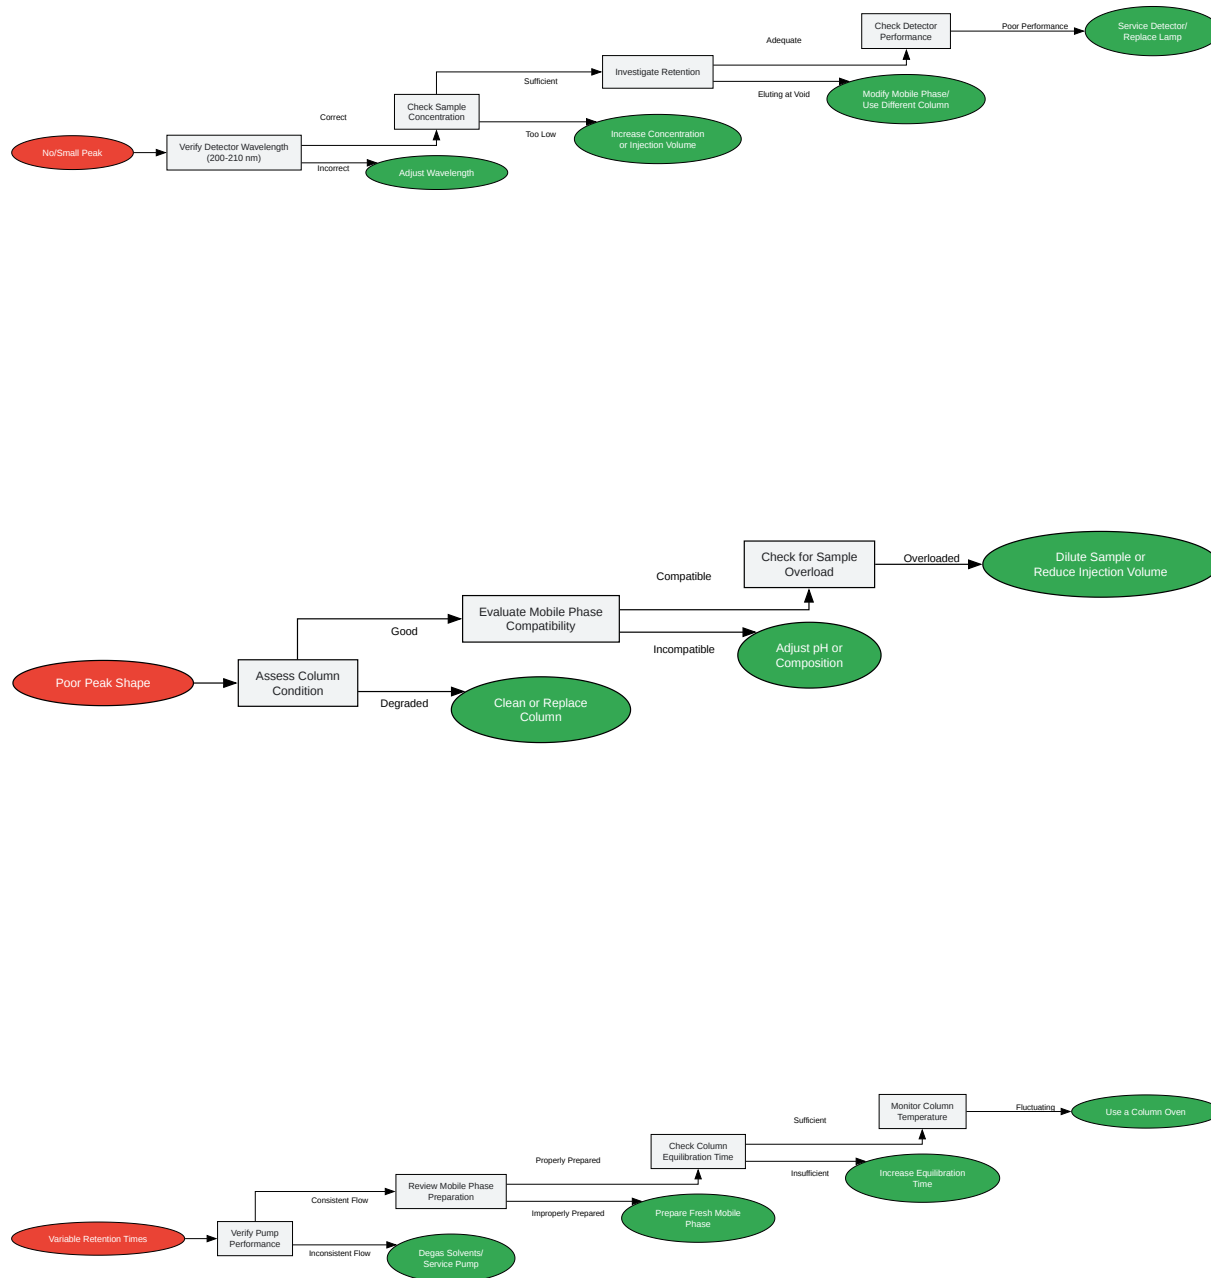 No/Small Peak
Verify Detector Wavelength
(200-210 nm)
Correct
Incorrect
Adjust Wavelength
Check Sample
Concentration
Sufficient
Too Low
Increase Concentration
or Injection Volume
Investigate Retention
Adequate
Eluting at Void
Modify Mobile Phase/
Use Different Column
Check Detector
Performance
Poor Performance
Service Detector/
Replace Lamp
Poor Peak Shape
Assess Column
Condition
Good
Degraded
Clean or Replace
Column
Evaluate Mobile Phase
Compatibility
Compatible
Incompatible
Adjust pH or
Composition
Check for Sample
Overload
Overloaded
Dilute Sample or
Reduce Injection Volume
Variable Retention Times
Verify Pump
Performance
Consistent Flow
Inconsistent Flow
Degas Solvents/
Service Pump
Review Mobile Phase
Preparation
Properly Prepared
Improperly Prepared
Prepare Fresh Mobile
Phase
Check Column
Equilibration Time
Sufficient
Insufficient
Increase Equilibration
Time
Monitor Column
Temperature
Fluctuating
Use a Column Oven